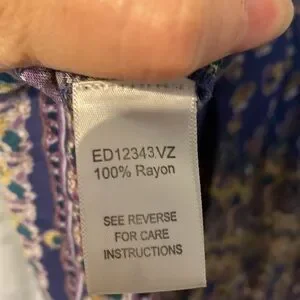 ED12343.VZ
100% Rayon
SEE REVERSE
FOR CARE
INSTRUCTIONS